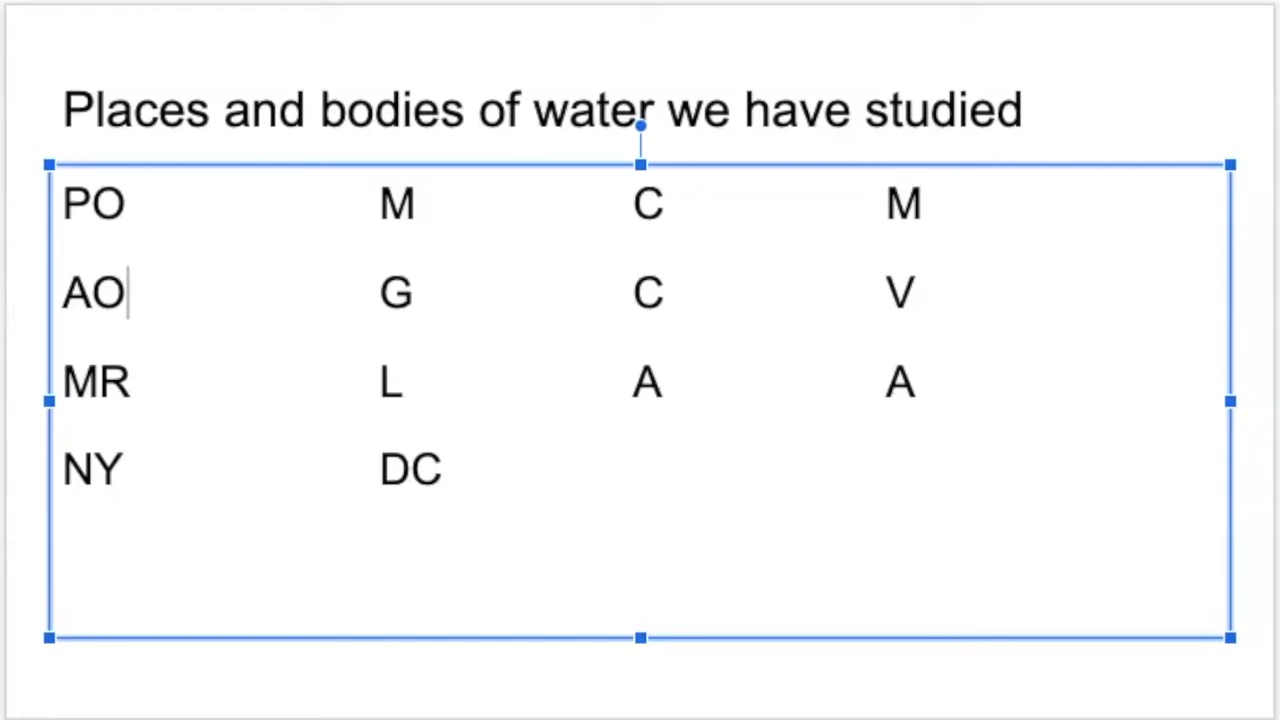 Places and bodies of water we have studied
PO M C M
AO G C V
MR L A A
NY DC